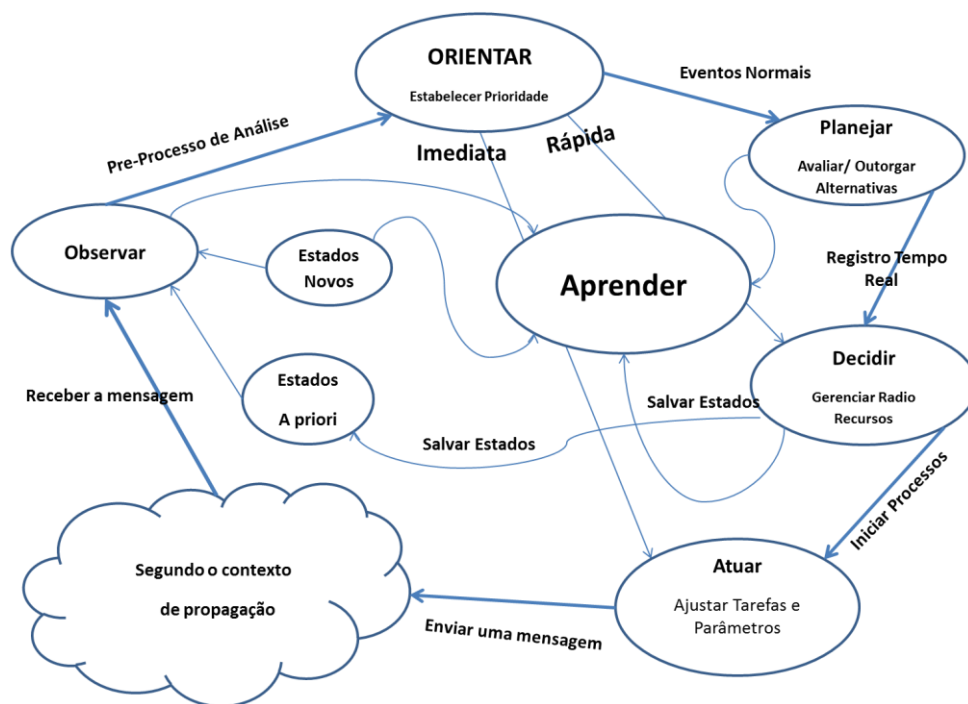 ORIENTAR
Estabelecer Prioridade
Eventos Normais
Pre-Processo de Análise
Imediata
Rápida
Planejar
Avaliar/ Outorgar
Alternativas
Observar
Estados
Novos
Aprender
Registro Tempo
Real
Decidir
Gerenciar Radio
Recursos
Receber a mensagem
Estados
A priori
Salvar Estados
Salvar Estados
Iniciar Processos
Segundo o contexto
de propagação
Enviar uma mensagem
Atuar
Ajustar Tarefas e
Parâmetros